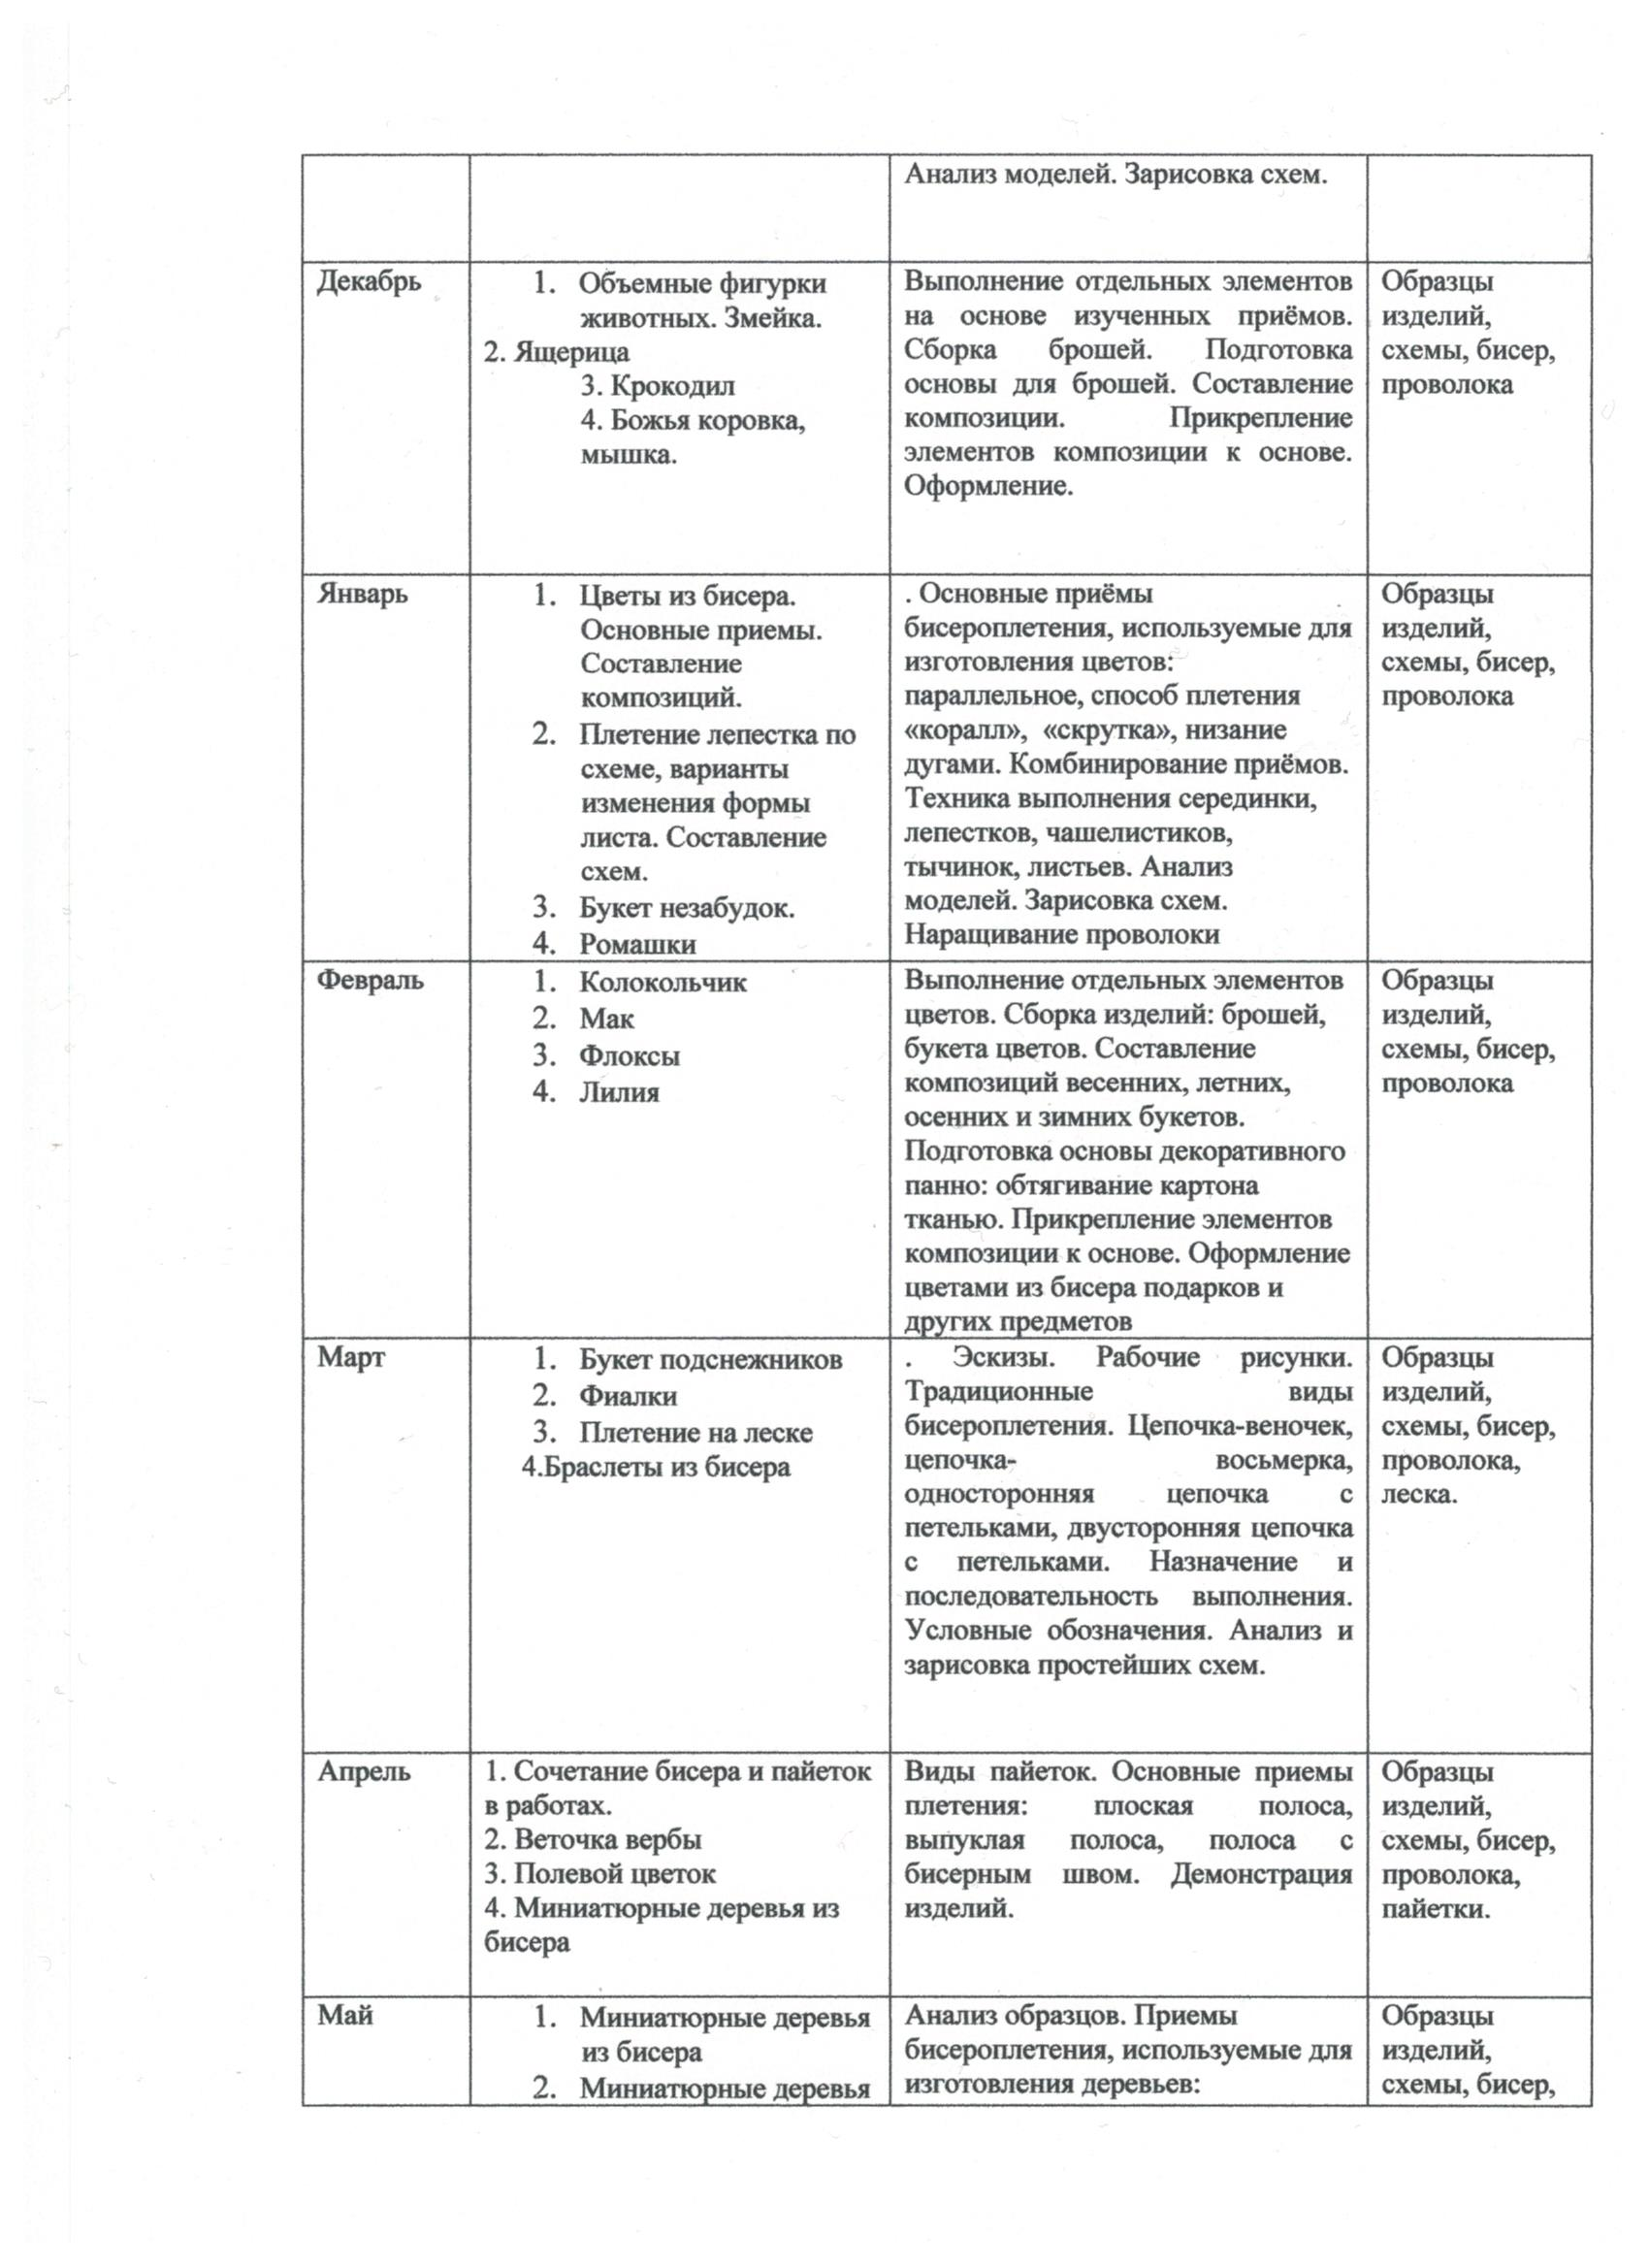 Анализ моделей. Зарисовка схем.
Декабрь
1. Объемные фигурки
животных. Змейка.
2. Ящерица
3. Крокодил
4. Божья коровка,
мышка.
Выполнение отдельных элементов
на основе изученных приёмов.
Сборка брошей. Подготовка
основы для брошей. Составление
композиции. Прикрепление
элементов композиции к основе.
Оформление.
Образцы
изделий,
схемы, бисер,
проволока
Январь
1. Цветы из бисера.
Основные приемы.
Составление
композиций.
2. Плетение лепестка по
схеме, варианты
изменения формы
листа. Составление
схем.
3. Букет незабудок.
4. Ромашки
. Основные приёмы
бисероплетения, используемые для
изготовления цветов:
параллельное, способ плетения
«коралл», «скрутка», низание
дугами. Комбинирование приёмов.
Техника выполнения серединки,
лепестков, чашелистиков,
тычинок, листьев. Анализ
моделей. Зарисовка схем.
Наращивание проволоки
Образцы
изделий,
схемы, бисер,
проволока
Февраль
1. Колокольчик
2. Мак
3. Флоксы
4. Лилия
Выполнение отдельных элементов
цветов. Сборка изделий: брошей,
букета цветов. Составление
композиций весенних, летних,
осенних и зимних букетов.
Подготовка основы декоративного
панно: обтягивание картона
тканью. Прикрепление элементов
композиции к основе. Оформление
цветами из бисера подарков и
других предметов
Образцы
изделий,
схемы, бисер,
проволока
Март
1. Букет подснежников
2. Фиалки
3. Плетение на леске
4.Браслеты из бисера
. Эскизы. Рабочие рисунки.
Традиционные виды
бисероплетения. Цепочка-веночек,
цепочка- восьмерка,
односторонняя цепочка с
петельками, двусторонняя цепочка
с петельками. Назначение и
последовательность выполнения.
Условные обозначения. Анализ и
зарисовка простейших схем.
Образцы
изделий,
схемы, бисер,
проволока,
леска.
Апрель
1. Сочетание бисера и пайеток
в работах.
2. Веточка вербы
3. Полевой цветок
4. Миниатюрные деревья из
бисера
Виды пайеток. Основные приемы
плетения: плоская полоса,
выпуклая полоса, полоса с
бисерным швом. Демонстрация
изделий.
Образцы
изделий,
схемы, бисер,
проволока,
пайетки.
Май
1. Миниатюрные деревья
из бисера
2. Миниатюрные деревья
Анализ образцов. Приемы
бисероплетения, используемые для
изготовления деревьев:
Образцы
изделий,
схемы, бисер,